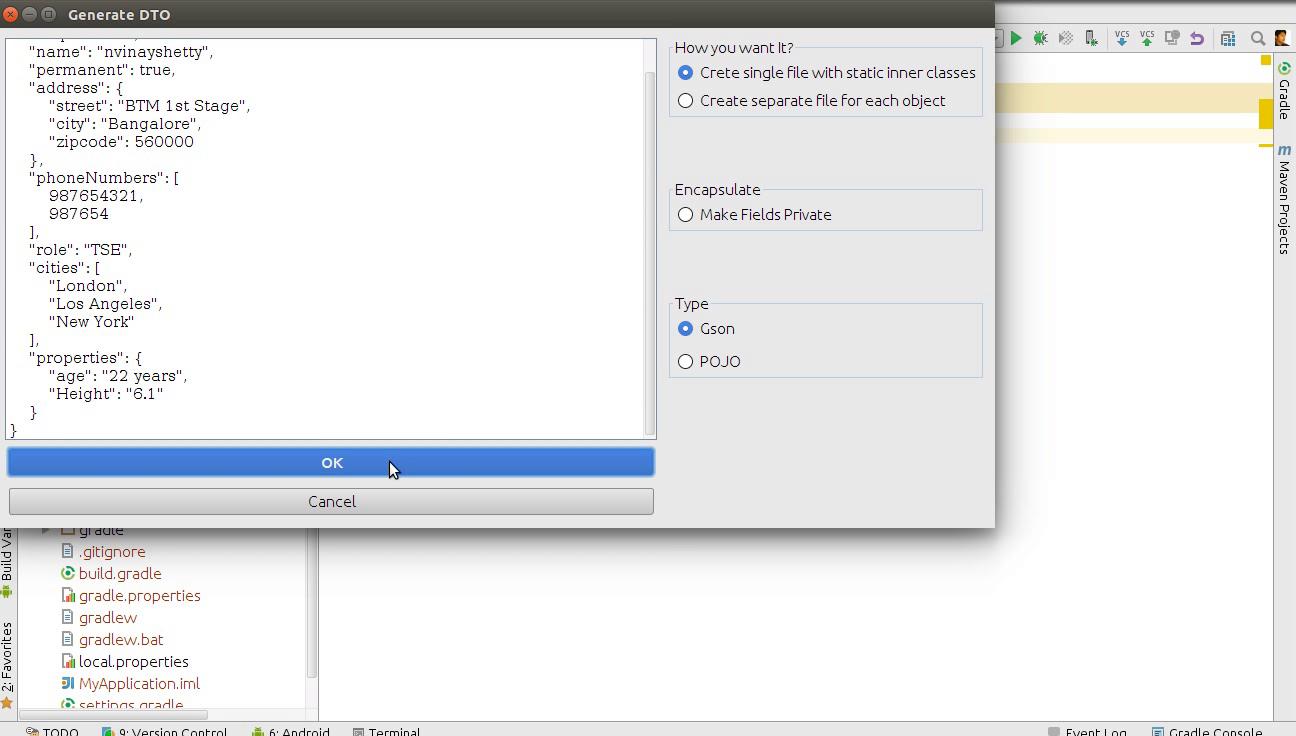 Generate DTO
"name": "nvinayshetty",
"permanent": true,
"address": {
"street": "BTM 1st Stage",
"city": "Bangalore",
"zipcode": 560000
},
"phoneNumbers": [
987654321,
987654
],
"role": "TSE",
"cities": [
"London",
"Los Angeles",
"New York"
],
"properties": {
"age": "22 years",
"Height": "6.1"
}
}
OK
Cancel
How you want It?
Crete single file with static inner classes
Create separate file for each object
Encapsulate
Make Fields Private
Type
Gson
POJO
VCS
VCS
Gradle
m
Maven Projects
gradle
.gitignore
build.gradle
gradle.properties
gradlew
gradlew.bat
local.properties
MyApplication.iml
settings.gradle
Build Var
2: Favorites
TODO
9: Version Control
6: Android
Terminal
Event Log
Gradle Console